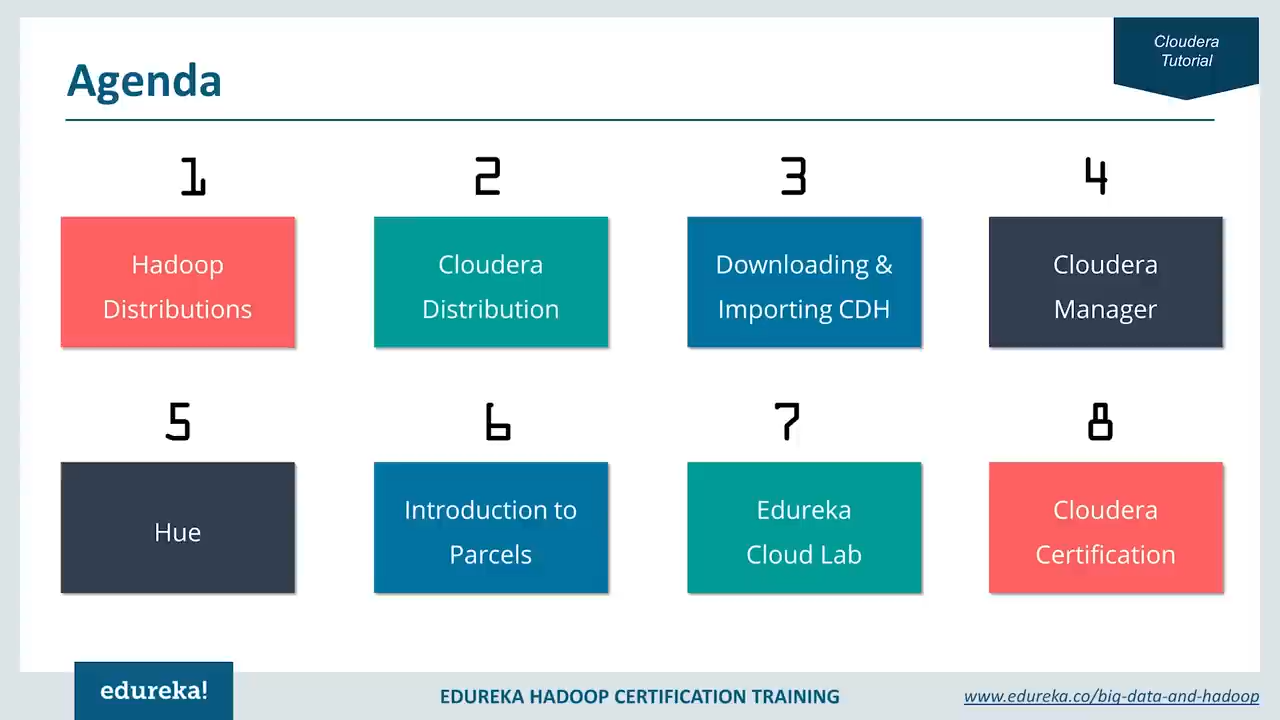 Cloudera
Tutorial
Agenda
1
2
3
4
Hadoop
Distributions
Cloudera
Distribution
Downloading &
Importing CDH
Cloudera
Manager
5
6
7
8
Hue
Introduction to
Parcels
Edureka
Cloud Lab
Cloudera
Certification
edureka!
EDUREKA HADOOP CERTIFICATION TRAINING
www.edureka.co/big-data-and-hadoop